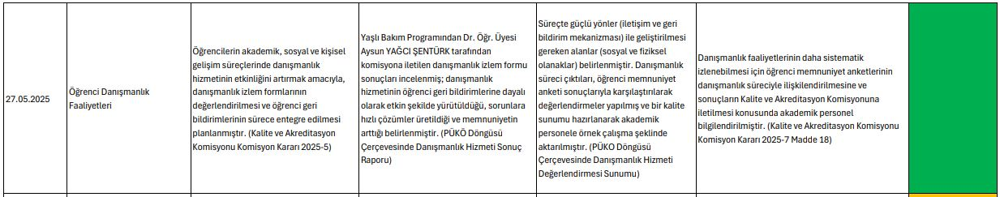 27.05.2025
Öğrenci Danışmanlık
Faaliyetleri
Öğrencilerin akademik, sosyal ve kişisel
gelişim süreçlerinde danışmanlık
hizmetinin etkinliğini artırmak amacıyla,
danışmanlık izlem formlarının
değerlendirilmesi ve öğrenci geri
bildirimlerinin sürece entegre edilmesi
planlanmıştır. (Kalite ve Akreditasyon
Komisyonu Komisyon Kararı 2025-5)
Yaşlı Bakım Programından Dr. Öğr. Üyesi
Aysun YAĞCI ŞENTÜRK tarafından
komisyona iletilen danışmanlık izlem formu
sonuçları incelenmiş; danışmanlık
hizmetinin öğrenci geri bildirimlerine dayalı
olarak etkin şekilde yürütüldüğü, sorunlara
hızlı çözümler üretildiği ve memnuniyetin
arttığı belirlenmiştir. (PÜKÖ Döngüsü
Çerçevesinde Danışmanlık Hizmeti Sonuç
Raporu)
Süreçte güçlü yönler (iletişim ve geri
bildirim mekanizması) ile geliştirilmesi
gereken alanlar (sosyal ve fiziksel
olanaklar) belirlenmiştir. Danışmanlık
süreci çıktıları, öğrenci memnuniyet
anketi sonuçlarıyla karşılaştırılarak
değerlendirmeler yapılmış ve bir kalite
sunumu hazırlanarak akademik
personele örnek çalışma şeklinde
aktarılmıştır. (PÜKO Döngüsü
Çerçevesinde Danışmanlık Hizmeti
Değerlendirmesi Sunumu)
Danışmanlık faaliyetlerinin daha sistematik
izlenebilmesi için öğrenci memnuniyet anketlerinin
danışmanlık süreciyle ilişkilendirilmesine ve
sonuçların Kalite ve Akreditasyon Komisyonuna
iletilmesi konusunda akademik personel
bilgilendirilmiştir. (Kalite ve Akreditasyon Komisyonu
Komisyon Kararı 2025-7 Madde 18)